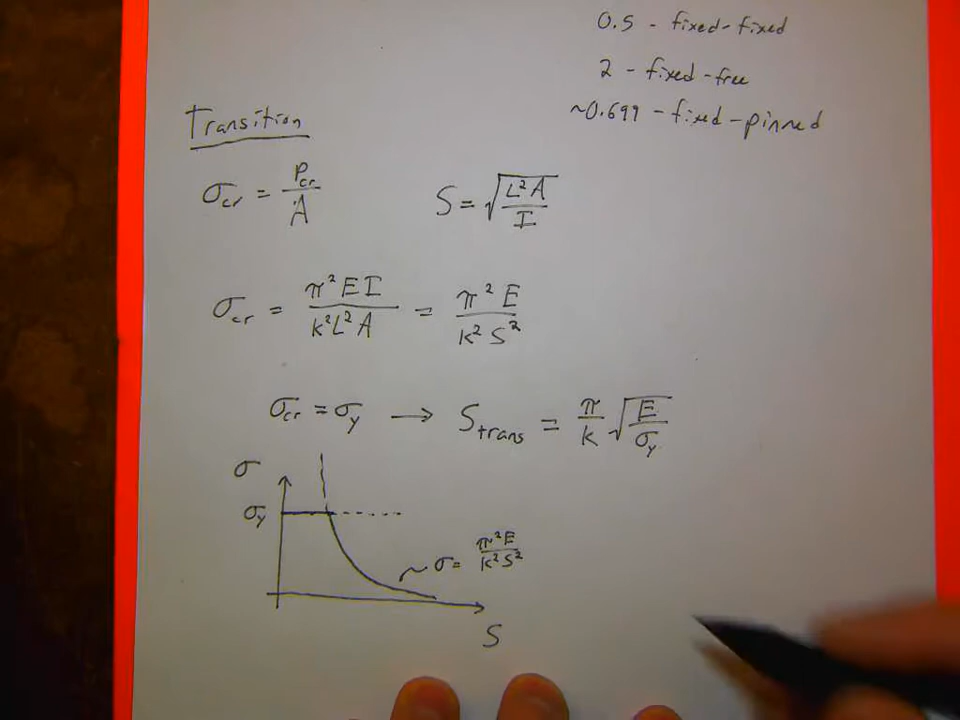 0.5 - fixed-fixed
2 - fixed-free
~0.699 - fixed-pinned
Transition
σcr = Pcr/A    S = √(L²A/I)
σcr = π²EI/(k²L²A) = π²E/(k²S²)
σcr = σy → Strans = π/k √(E/σy)
σ
σy
~ σ = π²E/(k²S²)
S